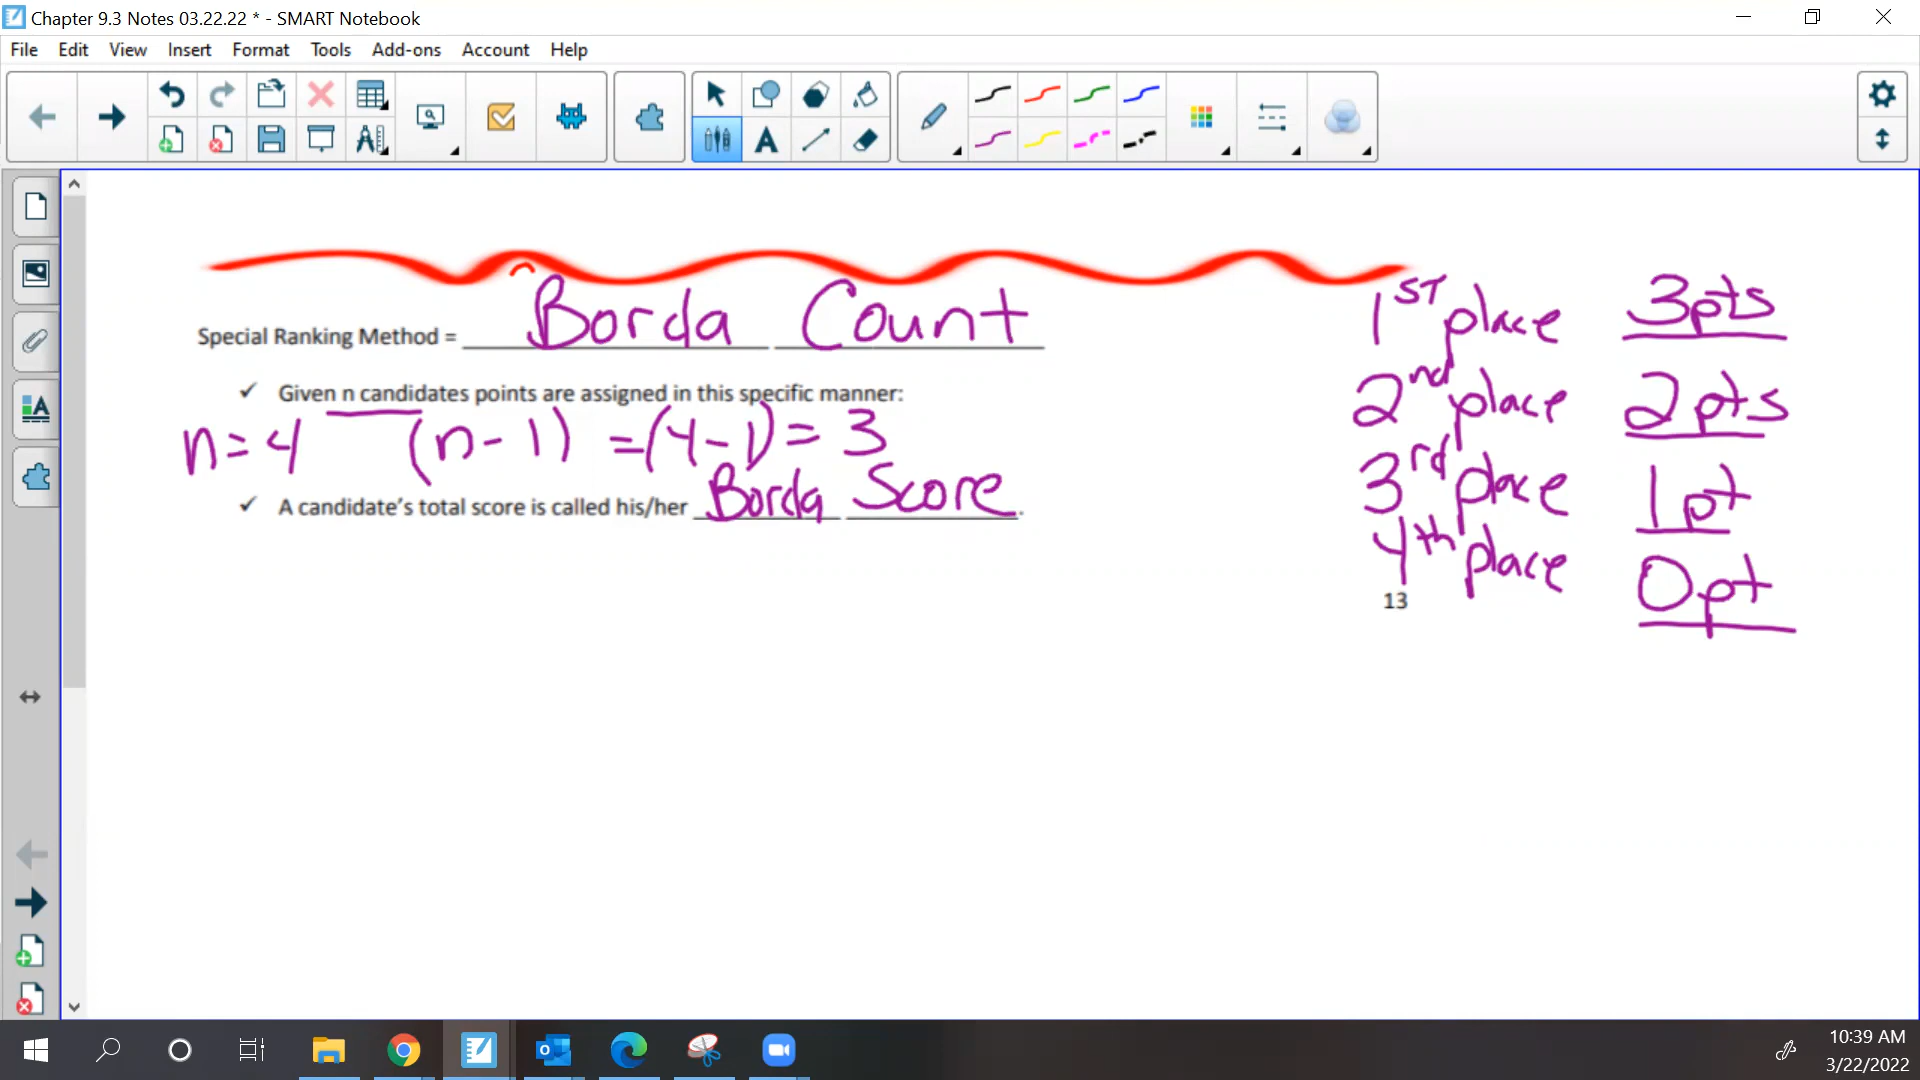 Chapter 9.3 Notes 03.22.22 * - SMART Notebook
File Edit View Insert Format Tools Add-ons Account Help
Special Ranking Method = Borda Count
✓ Given n candidates points are assigned in this specific manner:
n = 4 (n - 1) = (4 - 1) = 3
✓ A candidate's total score is called his/her Borda Score.
1ST place 3pts
2nd place 2pts
3rd place 1pt
4th place 0pt
13
10:39 AM
3/22/2022